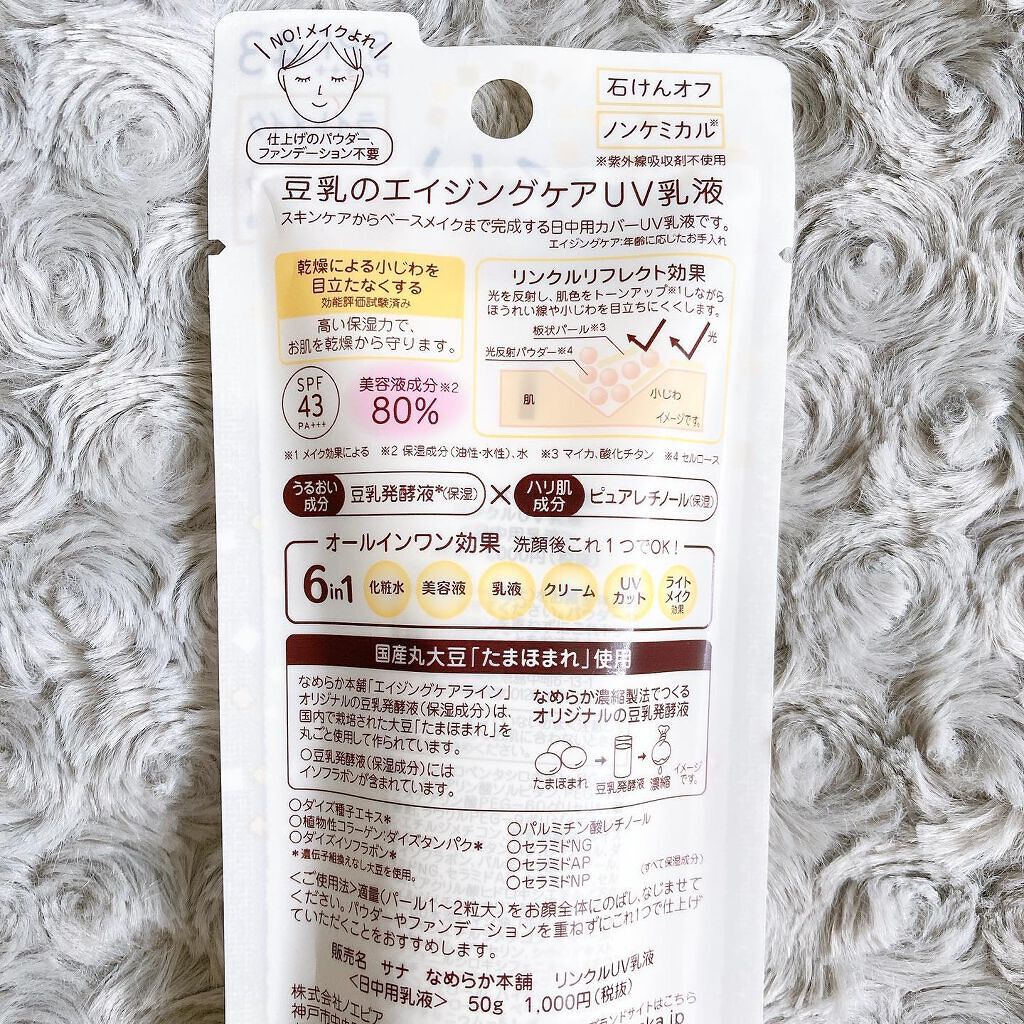 NO!メイクよれ
仕上げのパウダー、
ファンデーション不要
石けんオフ
ノンケミカル※
※紫外線吸収剤不使用
豆乳のエイジングケアUV乳液
スキンケアからベースメイクまで完成する日中用カバーUV乳液です。
エイジングケア:年齢に応じたお手入れ
乾燥による小じわを
目立たなくする
効能評価試験済み
高い保湿力で、
お肌を乾燥から守ります。
リンクルリフレクト効果
光を反射し、肌色をトーンアップ※1しながら
ほうれい線や小じわを目立ちにくくします。
板状パール※3
光反射パウダー※4
光
肌
小じわ
イメージです。
SPF
43
PA+++
美容液成分※2
80%
※1 メイク効果による ※2 保湿成分(油性・水性)、水 ※3 マイカ、酸化チタン ※4 セルロース
うるおい成分 豆乳発酵液*(保湿) × ハリ肌成分 ピュアレチノール(保湿)
オールインワン効果 洗顔後これ1つでOK!
6in1 化粧水 美容液 乳液 クリーム UVカット ライトメイク効果
国産丸大豆「たまほまれ」使用
なめらか本舗「エイジングケアライン」
オリジナルの豆乳発酵液(保湿成分)は、
国内で栽培された大豆「たまほまれ」を
丸ごと使用して作られています。
○豆乳発酵液(保湿成分)には
イソフラボンが含まれています。
なめらか濃縮製法でつくる
オリジナルの豆乳発酵液
たまほまれ 豆乳発酵液 濃縮 イメージです。
○ダイズ種子エキス*
○植物性コラーゲン:ダイズタンパク*
○ダイズイソフラボン*
*遺伝子組換えなし大豆を使用。
○パルミチン酸レチノール
○セラミドNG
○セラミドAP
○セラミドNP
(すべて保湿成分)
<ご使用法>適量(パール1～2粒大)をお顔全体にのばし、なじませて
ください。パウダーやファンデーションを重ねずにこれ1つで仕上げ
ていただくことをおすすめします。
販売名 サナ なめらか本舗 リンクルUV乳液
<日中用乳液> 50g 1,000円(税抜)
株式会社ノエビア
神戸市中央
ブランドサイトはこちら
ka.jp